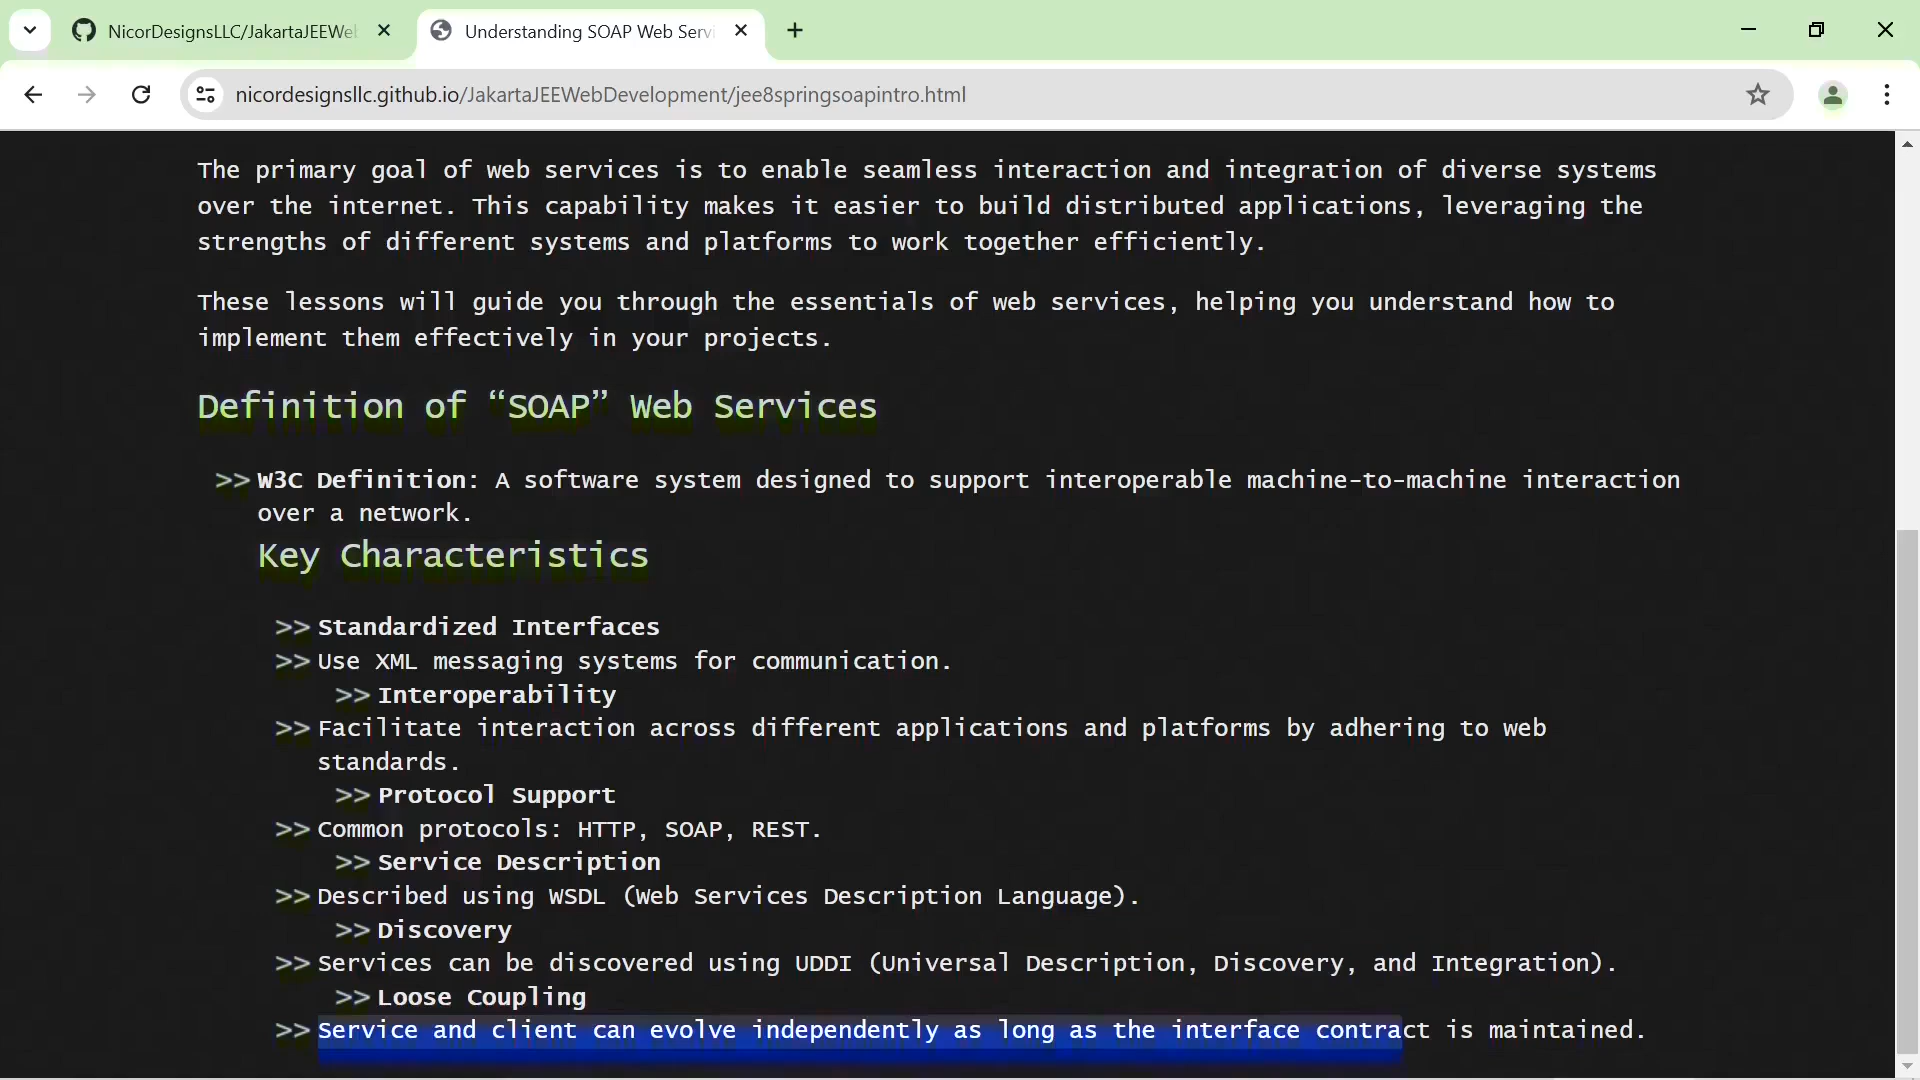 NicorDesignsLLC/JakartaJEEWeb
Understanding SOAP Web Servi
nicordesignsllc.github.io/JakartaJEEWebDevelopment/jee8springsoapintro.html
The primary goal of web services is to enable seamless interaction and integration of diverse systems
over the internet. This capability makes it easier to build distributed applications, leveraging the
strengths of different systems and platforms to work together efficiently.
These lessons will guide you through the essentials of web services, helping you understand how to
implement them effectively in your projects.
Definition of “SOAP” Web Services
>> W3C Definition: A software system designed to support interoperable machine-to-machine interaction
over a network.
Key Characteristics
>> Standardized Interfaces
>> Use XML messaging systems for communication.
>> Interoperability
>> Facilitate interaction across different applications and platforms by adhering to web
standards.
>> Protocol Support
>> Common protocols: HTTP, SOAP, REST.
>> Service Description
>> Described using WSDL (Web Services Description Language).
>> Discovery
>> Services can be discovered using UDDI (Universal Description, Discovery, and Integration).
>> Loose Coupling
>> Service and client can evolve independently as long as the interface contract is maintained.